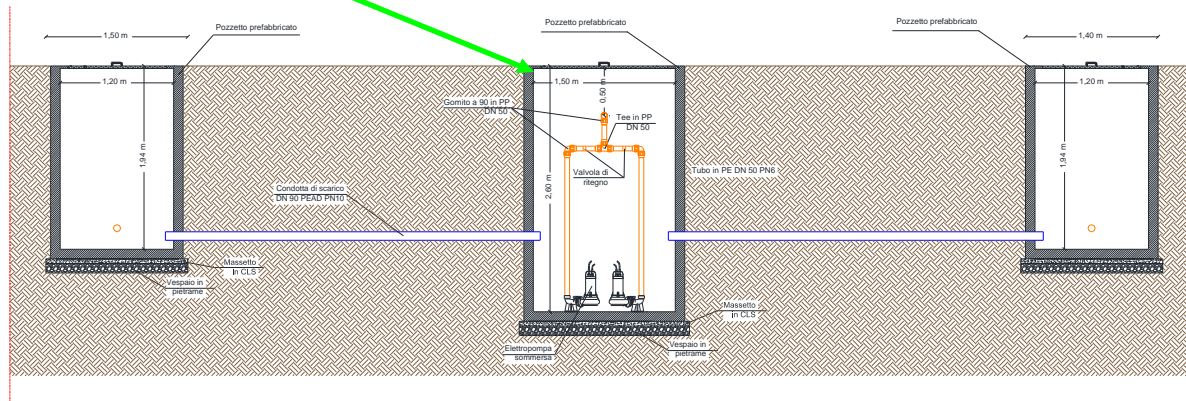 Pozzetto prefabbricato
Pozzetto prefabbricato
Pozzetto prefabbricato
1,50 m
1,40 m
1,20 m
1,50 m
1,20 m
0,50 m
Gomito a 90 in PP
DN 50
Tee in PP
DN 50
1,94 m
1,94 m
2,60 m
Valvola di
ritegno
Tubo in PE DN 50 PN6
Condotta di scarico
DN 90 PEAD PN10
Massetto
in CLS
Vespaio in
pietrame
Massetto
in CLS
Elettropompa
sommersa
Vespaio in
pietrame